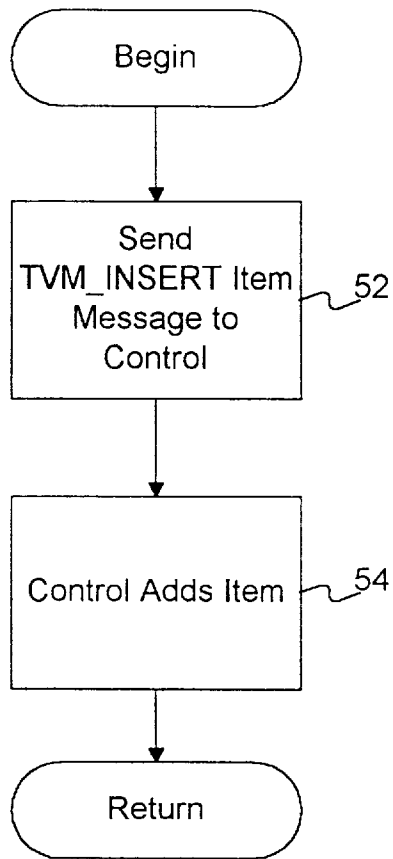 Begin
Send
TVM_INSERT Item
Message to
Control
52
Control Adds Item
54
Return